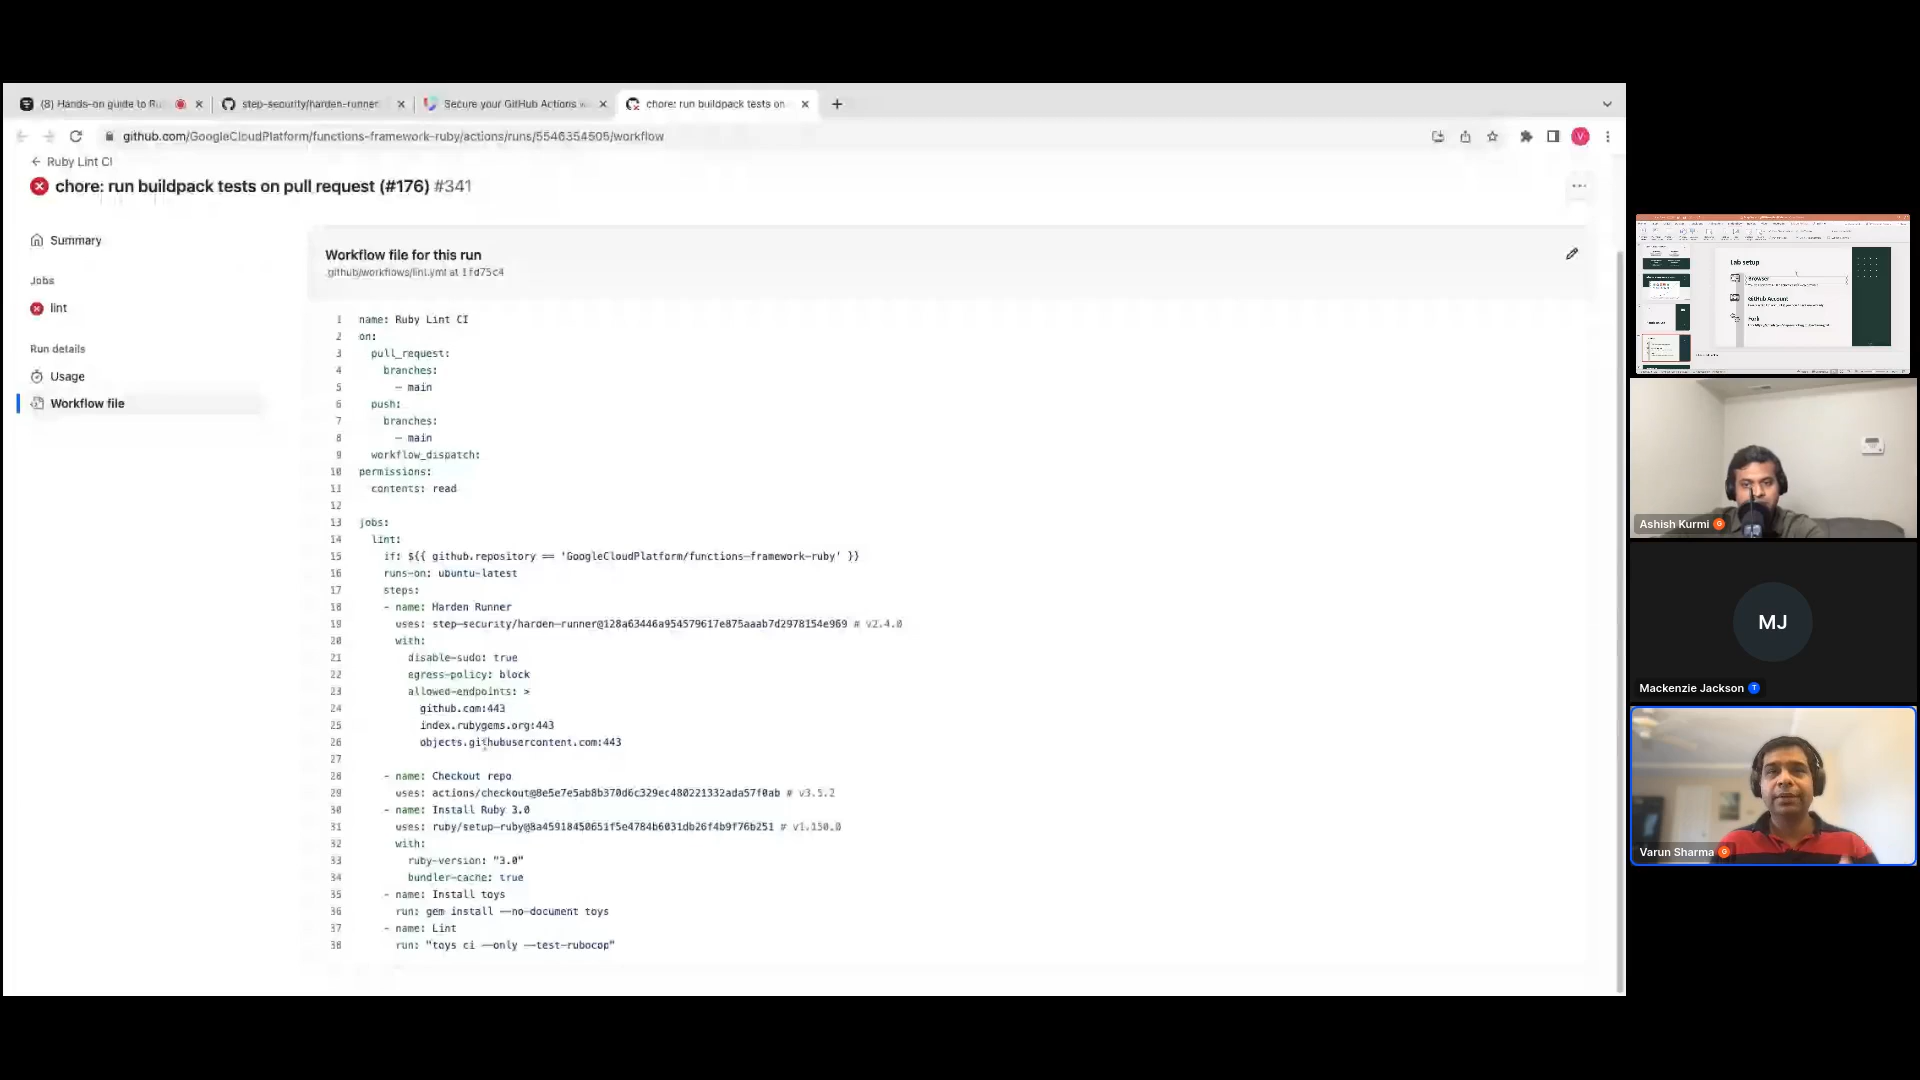 (8) Hands-on guide to Ru
step-security/harden-runner
Secure your GitHub Actions w
chore: run buildpack tests on
github.com/GoogleCloudPlatform/functions-framework-ruby/actions/runs/5546354505/workflow
V
← Ruby Lint CI
chore: run buildpack tests on pull request (#176) #341
Summary
Jobs
lint
Run details
Usage
Workflow file
Workflow file for this run
.github/workflows/lint.yml at 1fd75c4
1 name: Ruby Lint CI
2 on:
3 pull_request:
4 branches:
5 - main
6 push:
7 branches:
8 - main
9 workflow_dispatch:
10 permissions:
11 contents: read
12
13 jobs:
14 lint:
15 if: ${{ github.repository == 'GoogleCloudPlatform/functions-framework-ruby' }}
16 runs-on: ubuntu-latest
17 steps:
18 - name: Harden Runner
19 uses: step-security/harden-runner@128a63446a954579617e875aaab7d2978154e969 # v2.4.0
20 with:
21 disable-sudo: true
22 egress-policy: block
23 allowed-endpoints: >
24 github.com:443
25 index.rubygems.org:443
26 objects.githubusercontent.com:443
27
28 - name: Checkout repo
29 uses: actions/checkout@8e5e7e5ab8b370d6c329ec480221332ada57f0ab # v3.5.2
30 - name: Install Ruby 3.0
31 uses: ruby/setup-ruby@8a45918450651f5e4784b6031db26f4b9f76b251 # v1.150.0
32 with:
33 ruby-version: "3.0"
34 bundler-cache: true
35 - name: Install toys
36 run: gem install --no-document toys
37 - name: Lint
38 run: "toys ci --only --test-rubocop"
Lab setup
Browser
GitHub Account
Fork
Ashish Kurmi G
MJ
Mackenzie Jackson T
Varun Sharma G